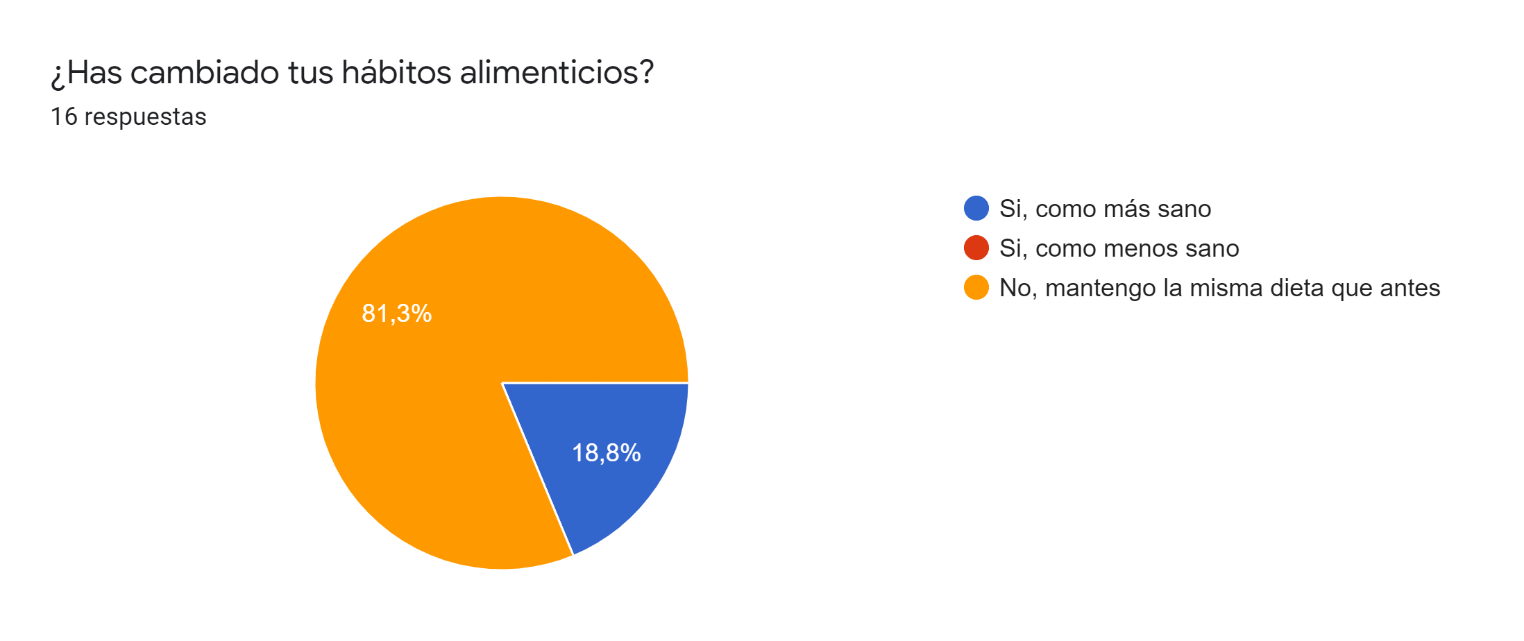 ¿Has cambiado tus hábitos alimenticios?
16 respuestas
81,3%
18,8%
Si, como más sano
Si, como menos sano
No, mantengo la misma dieta que antes